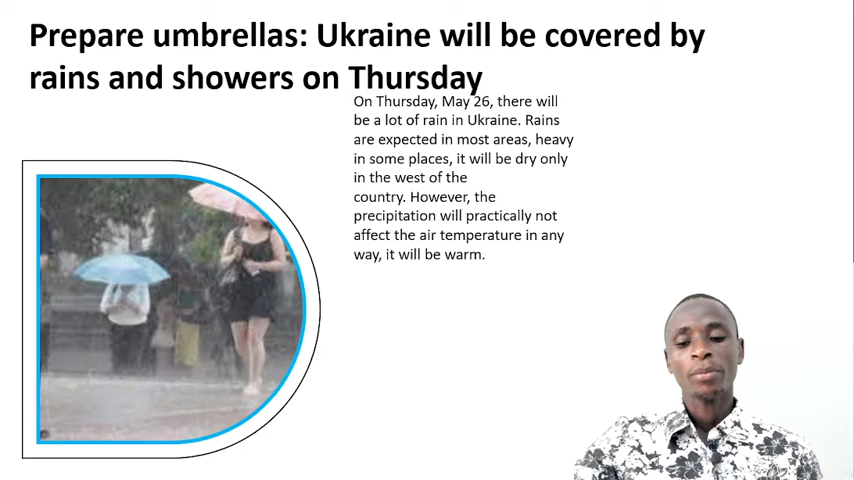 Prepare umbrellas: Ukraine will be covered by
rains and showers on Thursday
On Thursday, May 26, there will
be a lot of rain in Ukraine. Rains
are expected in most areas, heavy
in some places, it will be dry only
in the west of the
country. However, the
precipitation will practically not
affect the air temperature in any
way, it will be warm.